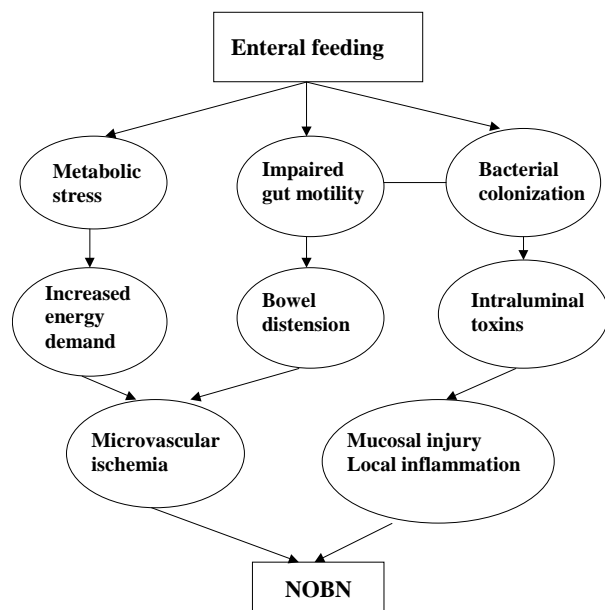 Enteral feeding
Metabolic
stress
Impaired
gut motility
Bacterial
colonization
Increased
energy
demand
Bowel
distension
Intraluminal
toxins
Microvascular
ischemia
Mucosal injury
Local inflammation
NOBN